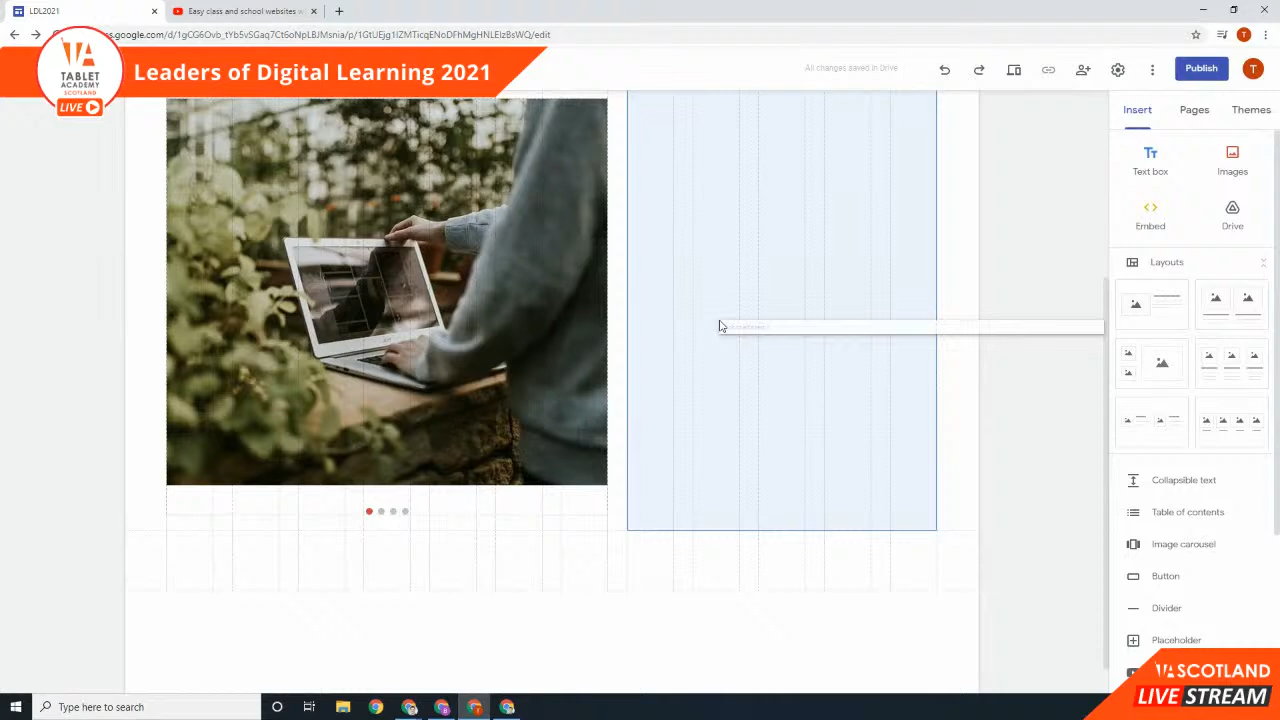 LDL2021
Easy class and school websites w
s.google.com/d/1gCG6Ovb_tYb5vSGaq7Ct6oNpLBJMsnia/p/1GtUEjg1IZMTicqENoDFhMgHNLElzBsWQ/edit
TABLET
ACADEMY
SCOTLAND
LIVE
Leaders of Digital Learning 2021
All changes saved in Drive
Publish
T
Insert
Pages
Themes
Text box
Images
Embed
Drive
Layouts
Collapsible text
Table of contents
Image carousel
Button
Divider
Placeholder
SCOTLAND
LIVE STREAM
Type here to search